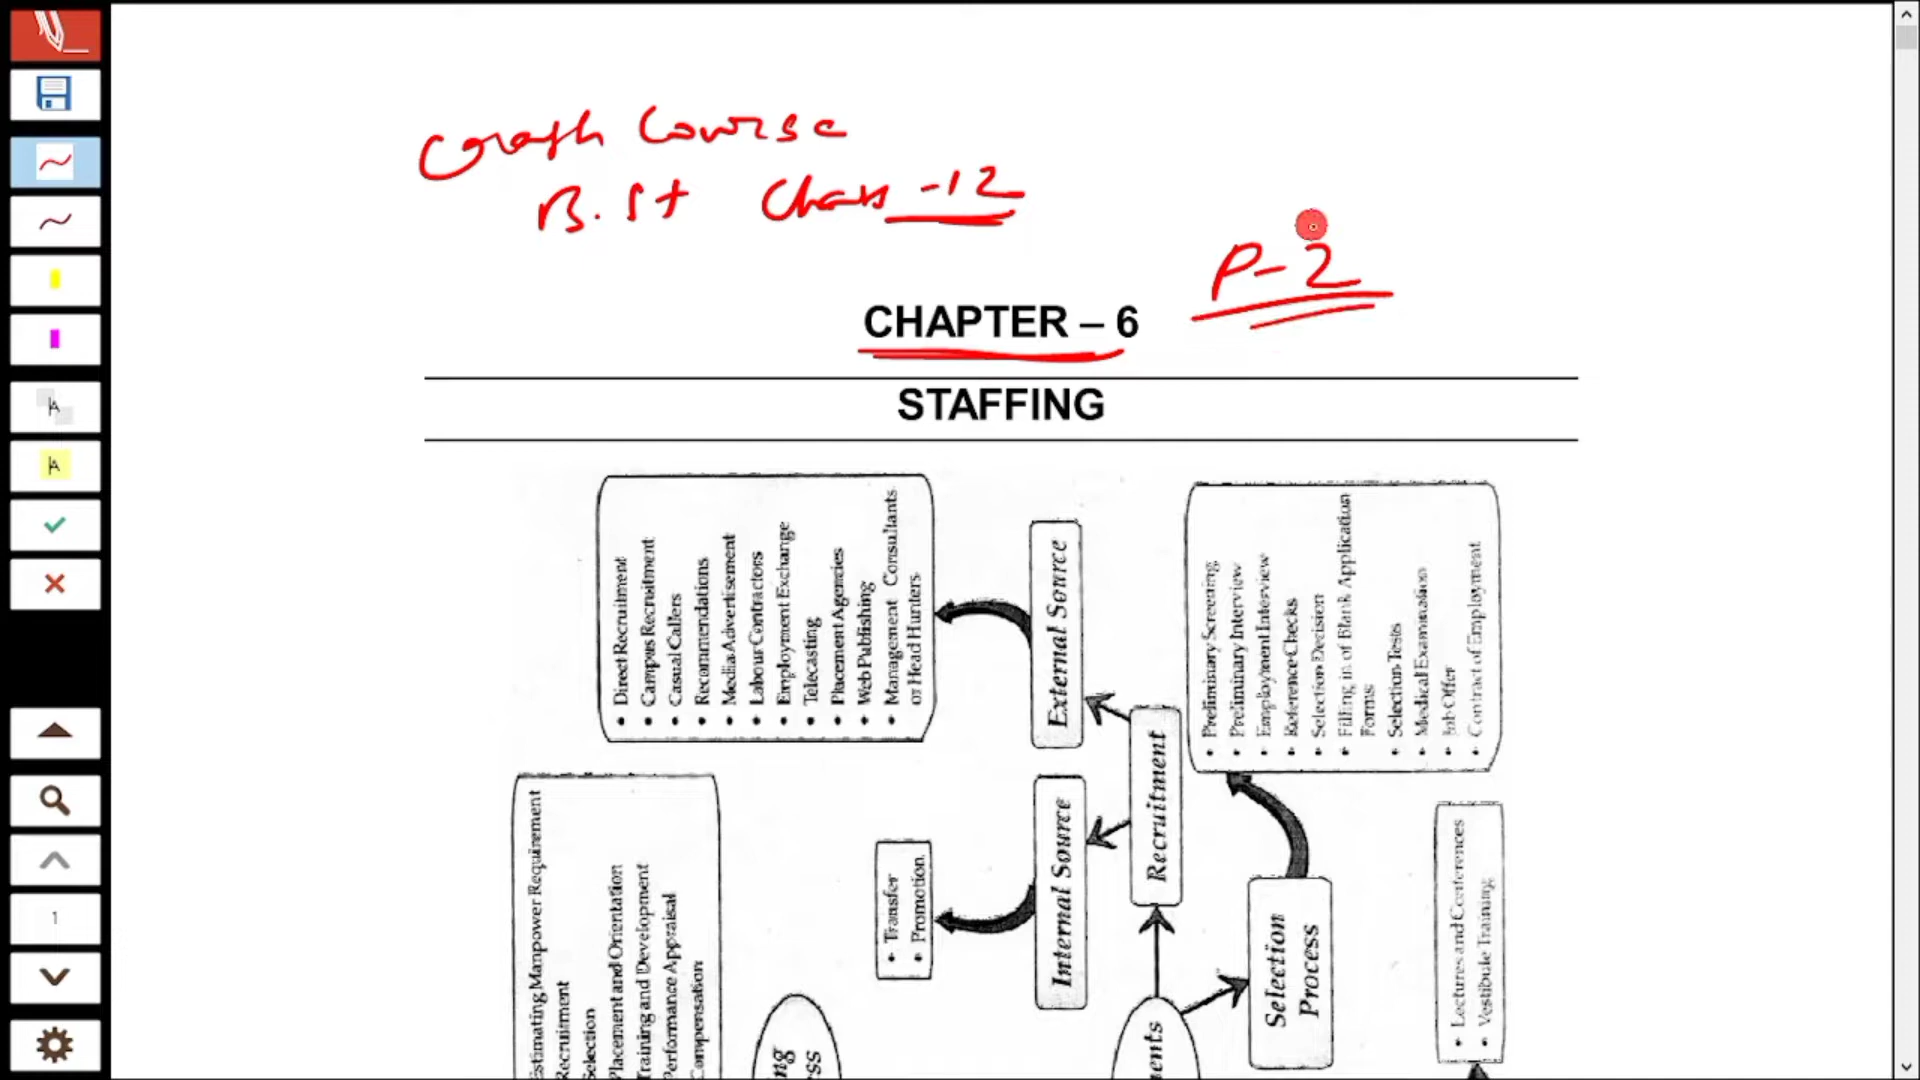 Crash Course
B.St Class -12
P-2
CHAPTER – 6
STAFFING
• Direct Recruitment
• Campus Recruitment
• Casual Callers
• Recommendations
• Media Advertisement
• Labour Contractors
• Employment Exchange
• Telecasting
• Placement Agencies
• Web Publishing
• Management Consultants
or Head Hunters
External Source
• Preliminary Screening
• Preliminary Interview
• Employment Interview
• Reference Checks
• Selection Decision
• Filling in of Blank Application
Forms
• Selection Tests
• Medical Examination
• Job Offer
• Contract of Employment
Recruitment
Internal Source
• Transfer
• Promotion
Estimating Manpower Requirement
Recruitment
Selection
Placement and Orientation
Training and Development
Performance Appraisal
Compensation
Selection
Process
• Lectures and Conferences
• Vestibule Training
ng
ss
ents
1